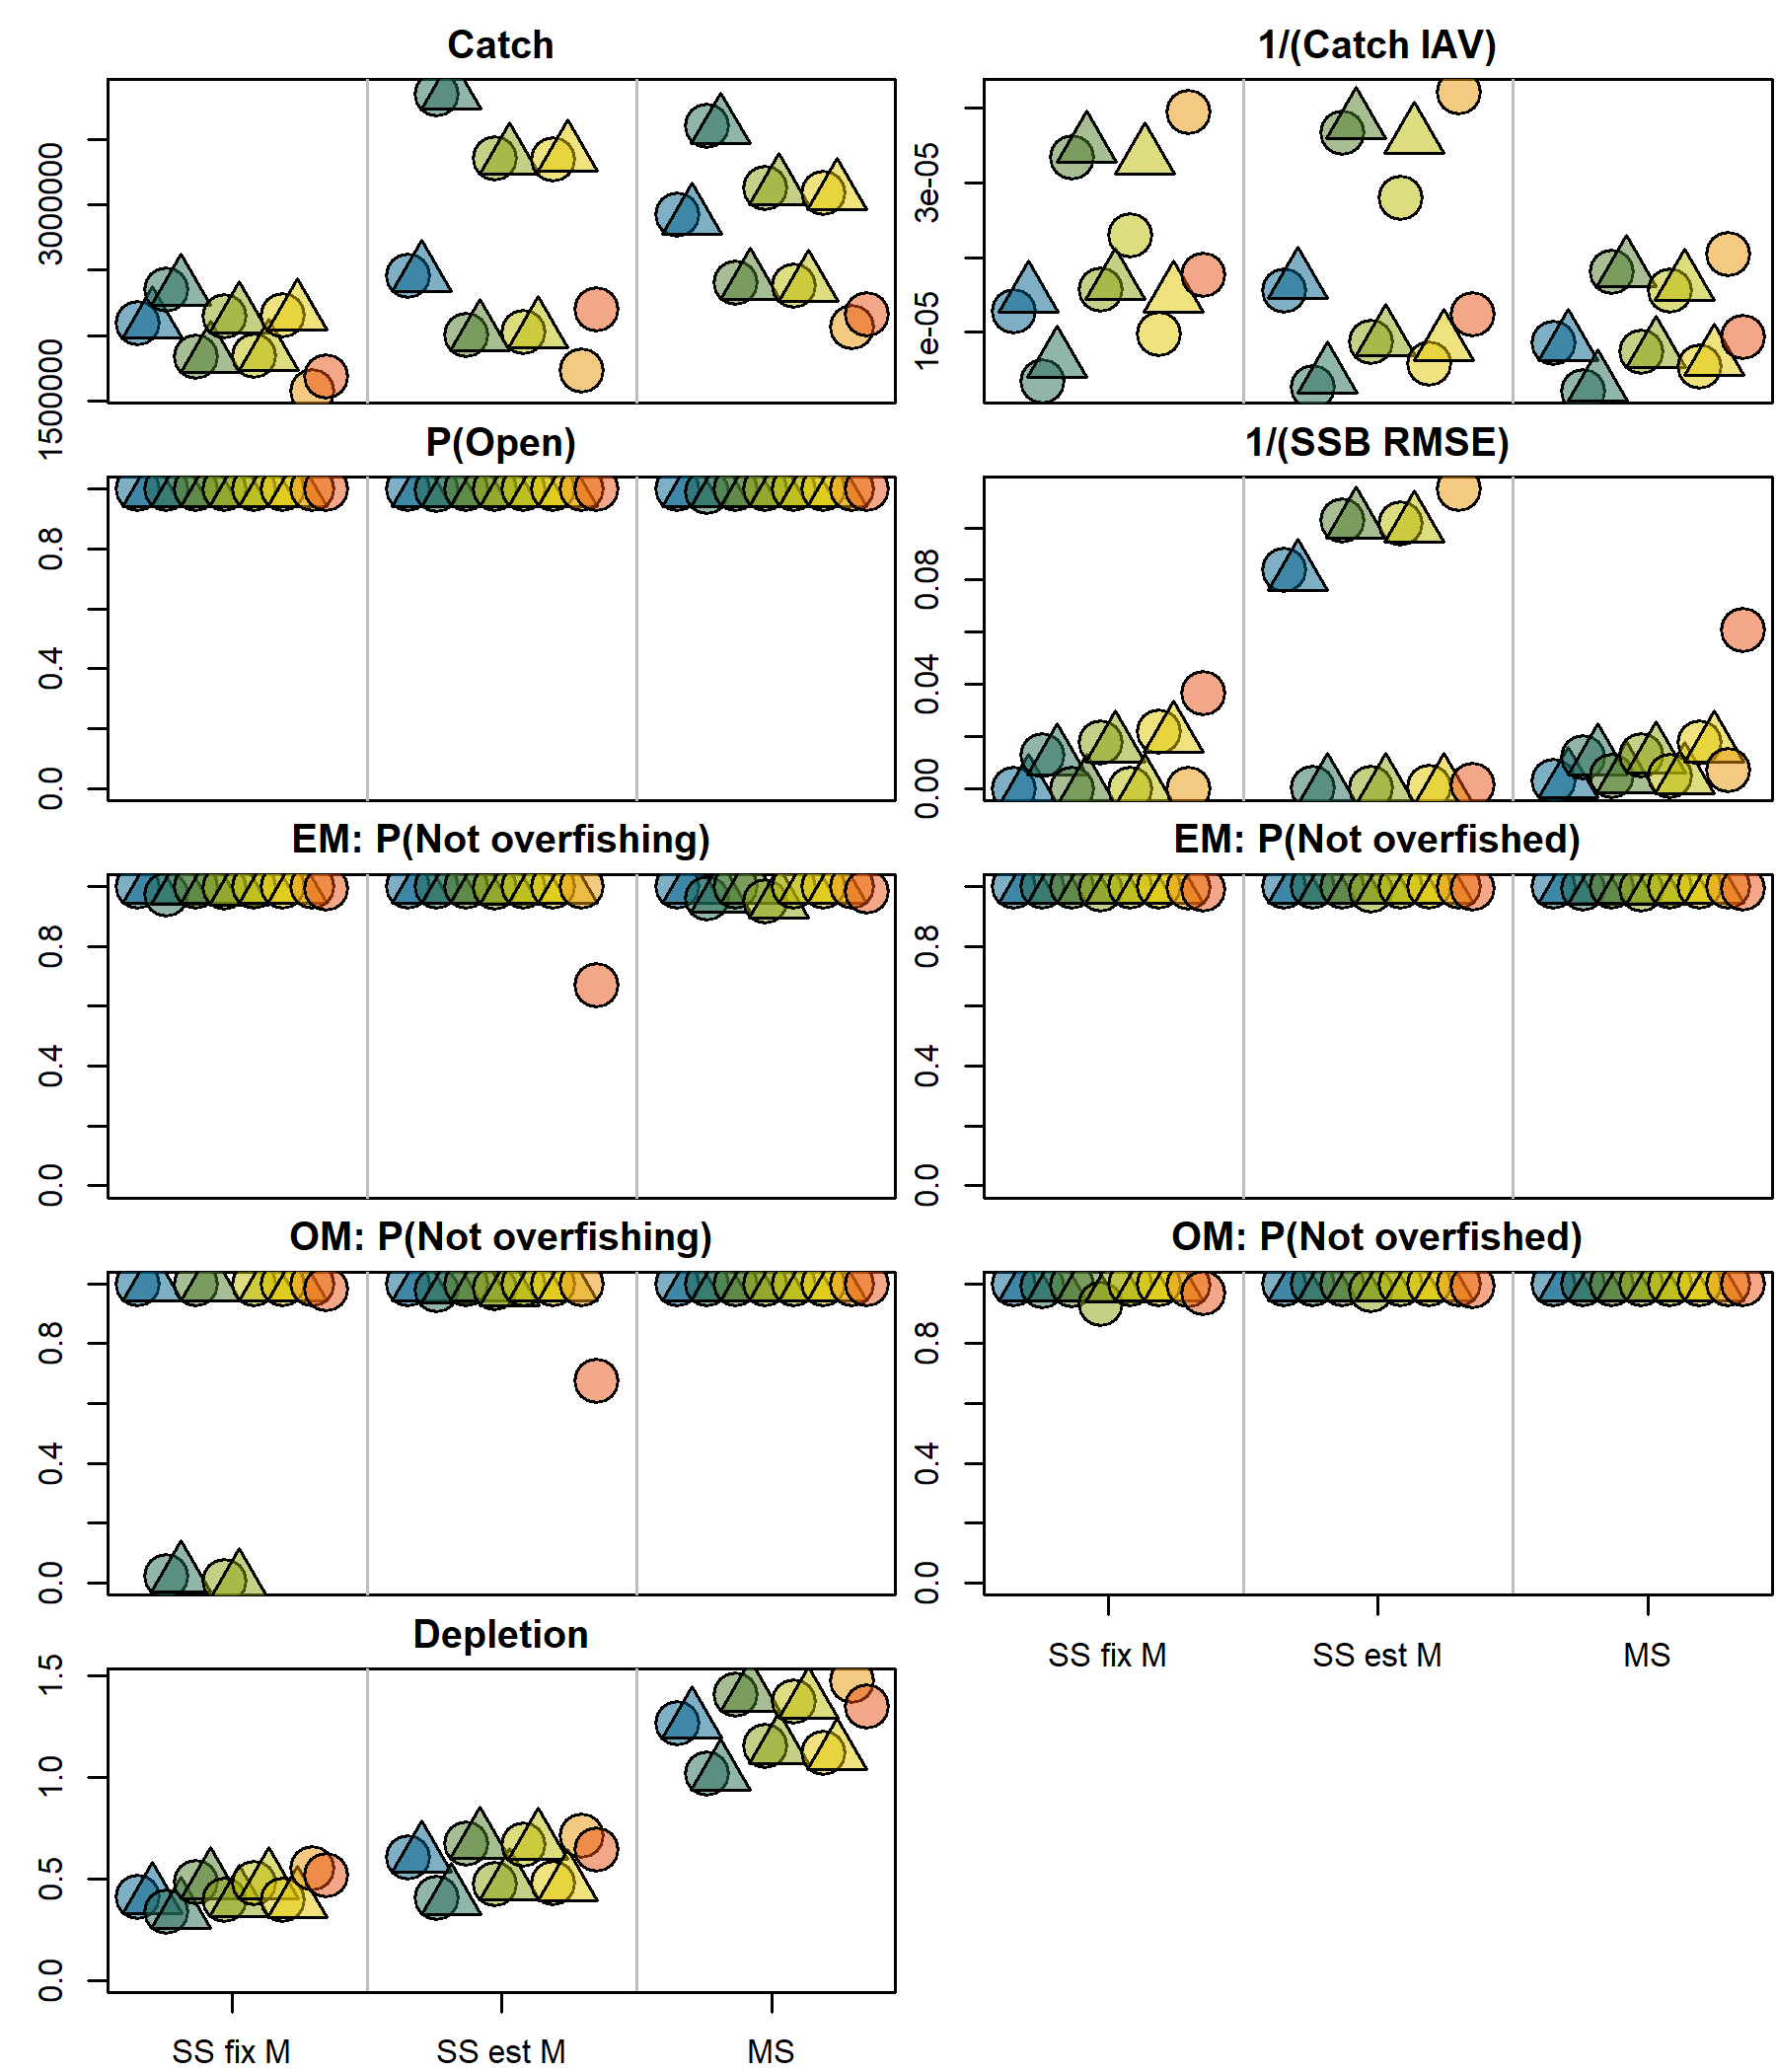 Catch
1/(Catch IAV)
1500000 3000000
1e-05 3e-05
P(Open)
1/(SSB RMSE)
0.0 0.4 0.8
0.00 0.04 0.08
EM: P(Not overfishing)
EM: P(Not overfished)
0.0 0.4 0.8
0.0 0.4 0.8
OM: P(Not overfishing)
OM: P(Not overfished)
0.0 0.4 0.8
0.0 0.4 0.8
SS fix M SS est M MS
Depletion
0.0 0.5 1.0 1.5
SS fix M SS est M MS